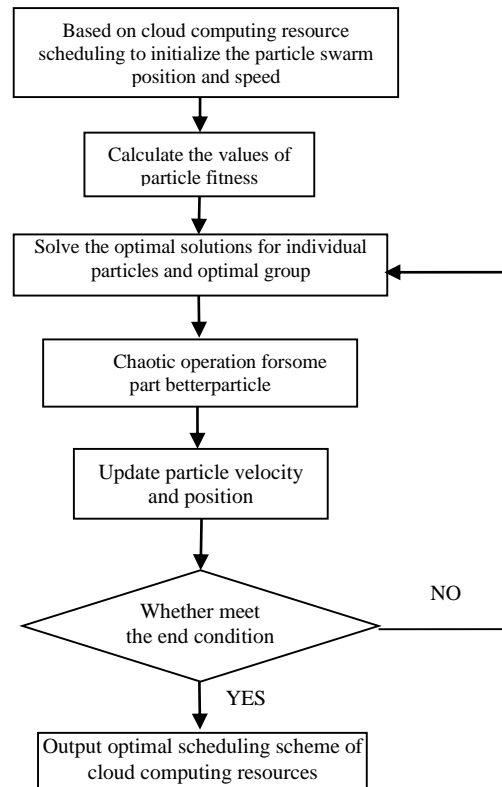 Based on cloud computing resource
scheduling to initialize the particle swarm
position and speed
Calculate the values of
particle fitness
Solve the optimal solutions for individual
particles and optimal group
Chaotic operation forsome
part betterparticle
Update particle velocity
and position
Whether meet
the end condition
NO
YES
Output optimal scheduling scheme of
cloud computing resources